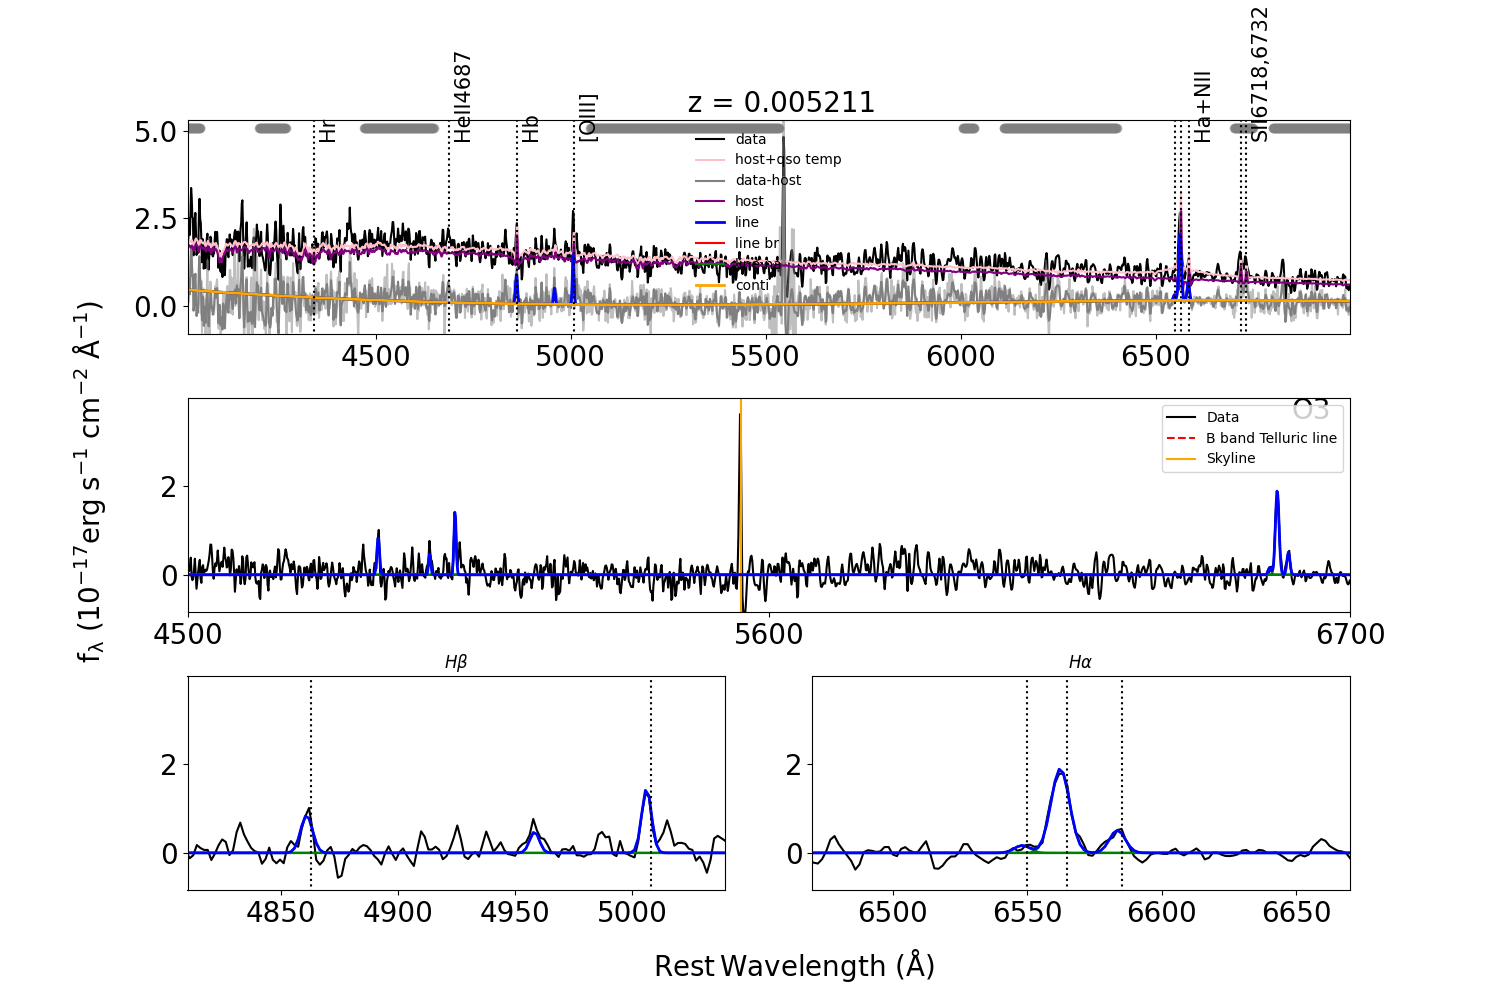 z = 0.005211
Hr
HeII4687
Hb
[OIII]
Ha+NII
SII6718,6732
5.0
2.5
0.0
data
host+qso temp
data-host
host
line
line br
conti
4500
5000
5500
6000
6500
f_λ (10^−17 erg s^−1 cm^−2 Å^−1)
O3
Data
B band Telluric line
Skyline
2
0
4500
5600
6700
Hβ
2
0
4850
4900
4950
5000
Hα
2
0
6500
6550
6600
6650
Rest Wavelength (Å)